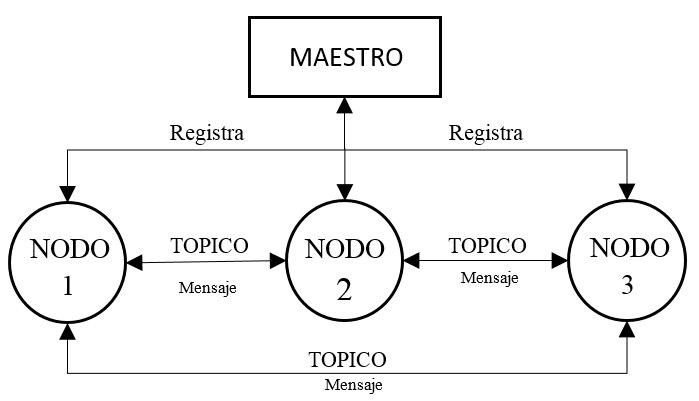 MAESTRO
Registra
Registra
NODO
1
TOPICO
Mensaje
NODO
2
TOPICO
Mensaje
NODO
3
TOPICO
Mensaje